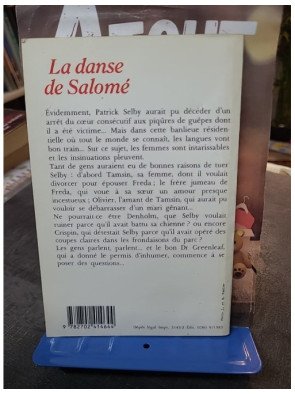 La danse
de Salomé
Évidemment, Patrick Selby aurait pu décéder d'un
arrêt du cœur consécutif aux piqûres de guêpes dont
il a été victime... Mais dans cette banlieue résiden-
tielle où tout le monde se connaît, les langues vont
bon train... Sur ce sujet, les femmes sont intarissables
et les insinuations pleuvent.
Tant de gens auraient eu de bonnes raisons de tuer
Selby : d'abord Tamsin, sa femme, dont il voulait
divorcer pour épouser Freda ; le frère jumeau de
Freda, qui voue à sa sœur un amour presque
incestueux ; Olivier, l'amant de Tamsin, qui aurait pu
vouloir se débarrasser d'un mari gênant...
Ne pourrait-ce être Denholm, que Selby voulait
ruiner parce qu'il avait battu sa chienne ? ou encore
Crispin, qui détestait Selby parce qu'il avait opéré des
coupes claires dans les frondaisons du parc ?
Les gens parlent, parlent... et le bon Dr Greenleaf,
qui a donné le permis d'inhumer, commence à se
poser des questions...
9 782702 414644